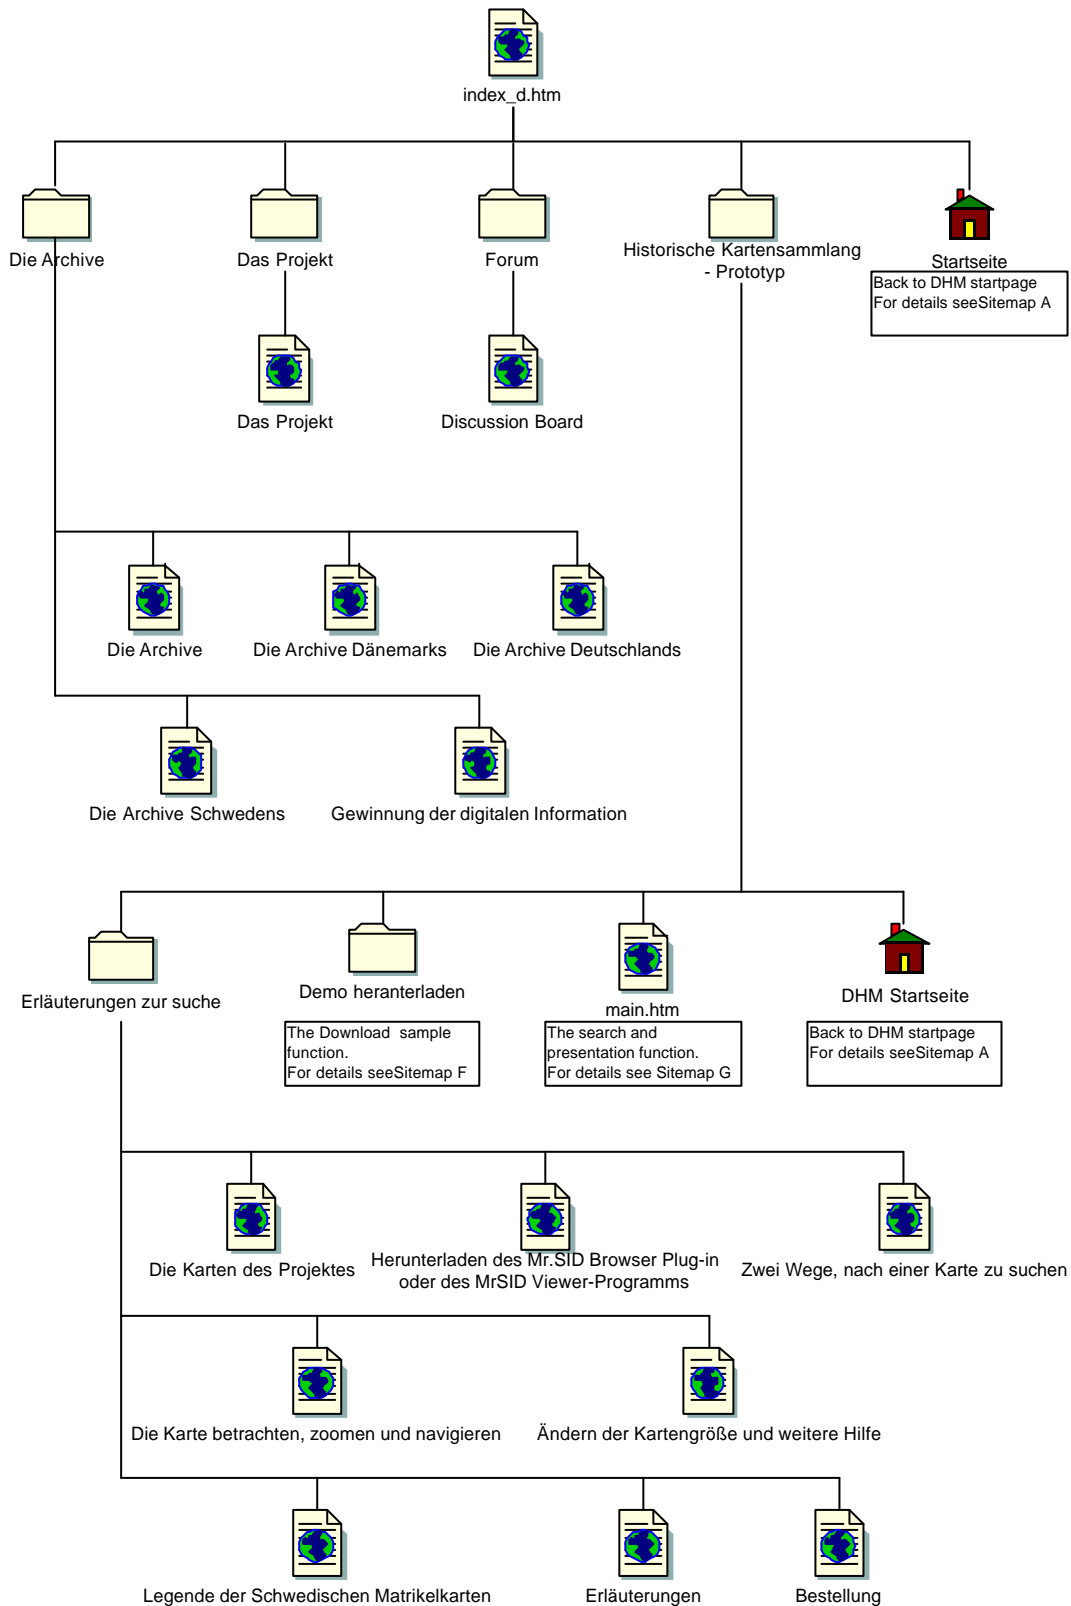 index_d.htm
Die Archive
Das Projekt
Forum
Historische Kartensammlang
- Prototyp
Startseite
Back to DHM startpage
For details seeSitemap A
Das Projekt
Discussion Board
Die Archive
Die Archive Dänemarks
Die Archive Deutschlands
Die Archive Schwedens
Gewinnung der digitalen Information
Erläuterungen zur suche
Demo heranterladen
The Download sample
function.
For details seeSitemap F
main.htm
The search and
presentation function.
For details see Sitemap G
DHM Startseite
Back to DHM startpage
For details seeSitemap A
Die Karten des Projektes
Herunterladen des Mr.SID Browser Plug-in
oder des MrSID Viewer-Programms
Zwei Wege, nach einer Karte zu suchen
Die Karte betrachten, zoomen und navigieren
Ändern der Kartengröße und weitere Hilfe
Legende der Schwedischen Matrikelkarten
Erläuterungen
Bestellung